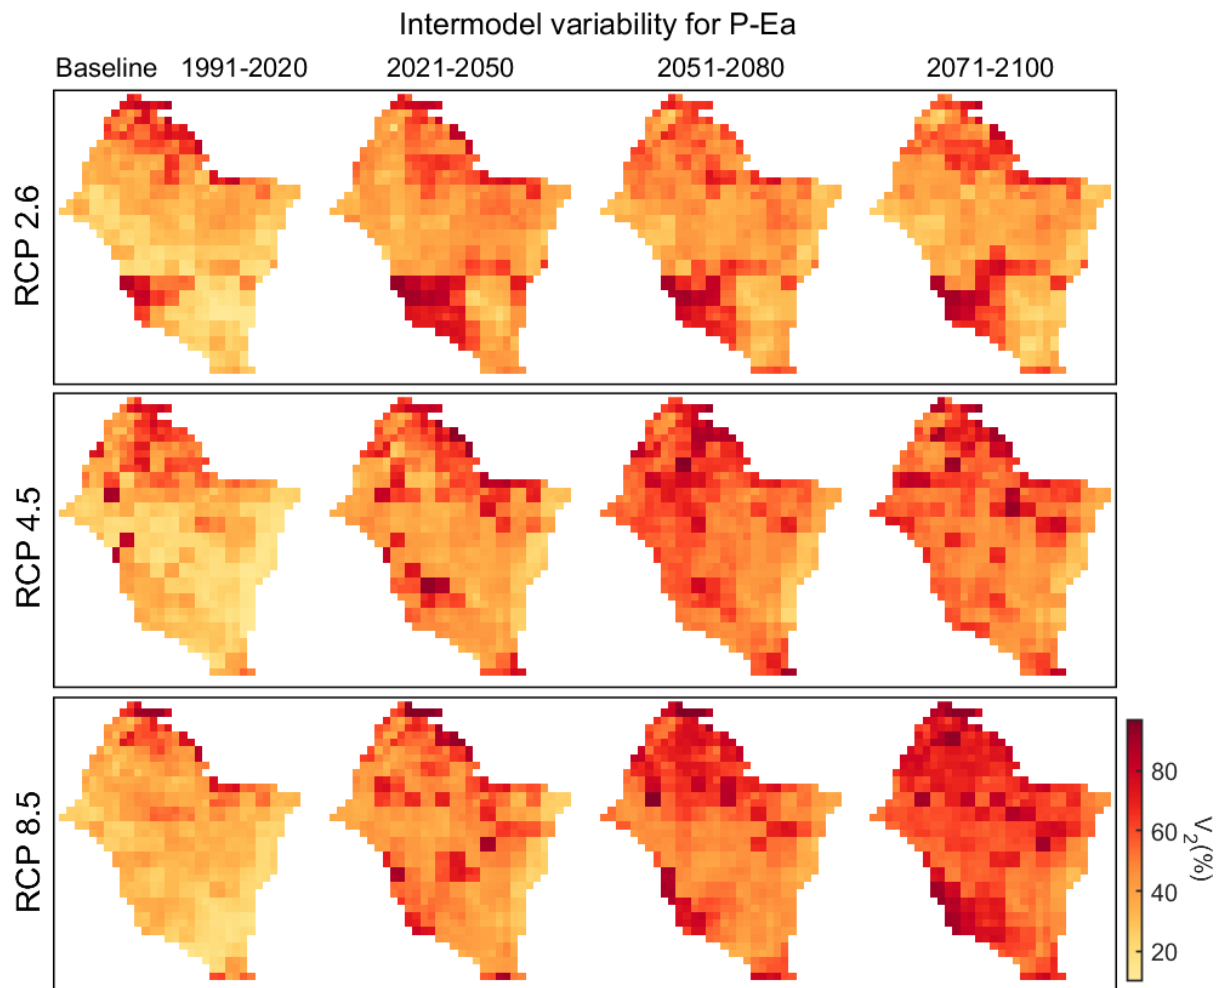 Intermodel variability for P-Ea
Baseline 1991-2020 2021-2050 2051-2080 2071-2100
RCP 2.6
RCP 4.5
RCP 8.5
80
60
40
20
V2(%)